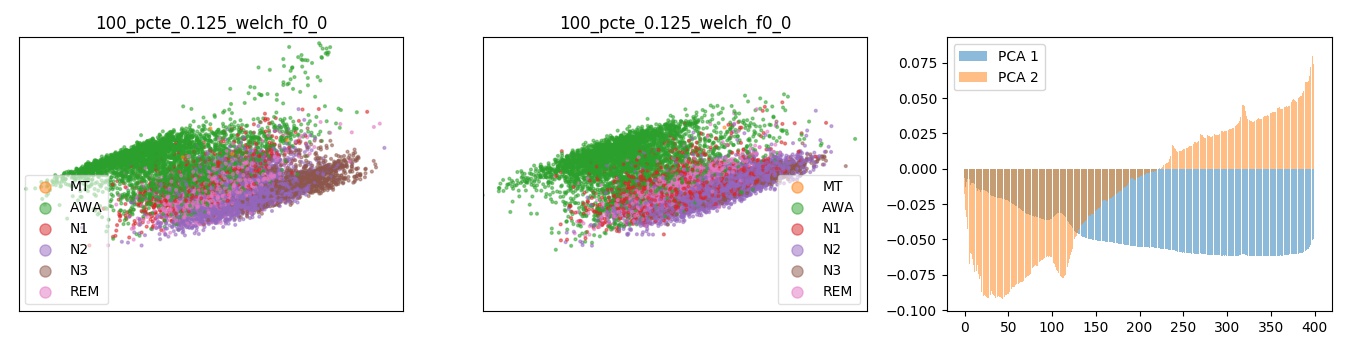 100_pcte_0.125_welch_f0_0
MT
AWA
N1
N2
N3
REM
100_pcte_0.125_welch_f0_0
MT
AWA
N1
N2
N3
REM
PCA 1
PCA 2
0.075
0.050
0.025
0.000
−0.025
−0.050
−0.075
−0.100
0 50 100 150 200 250 300 350 400